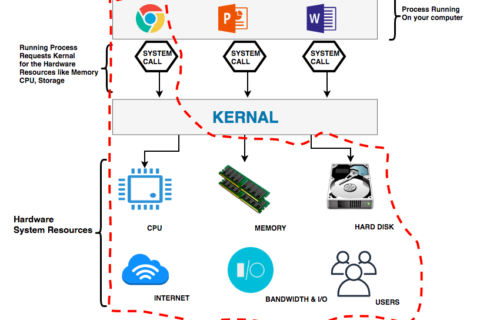 Process Running
On your computer
P
W
Running Process
Requests Kernal
for the Hardware
Resources like Memory
CPU, Storage
SYSTEM
CALL
SYSTEM
CALL
SYSTEM
CALL
KERNAL
Hardware
System Resources
CPU
MEMORY
HARD DISK
I/O
INTERNET
BANDWIDTH & I/O
USERS